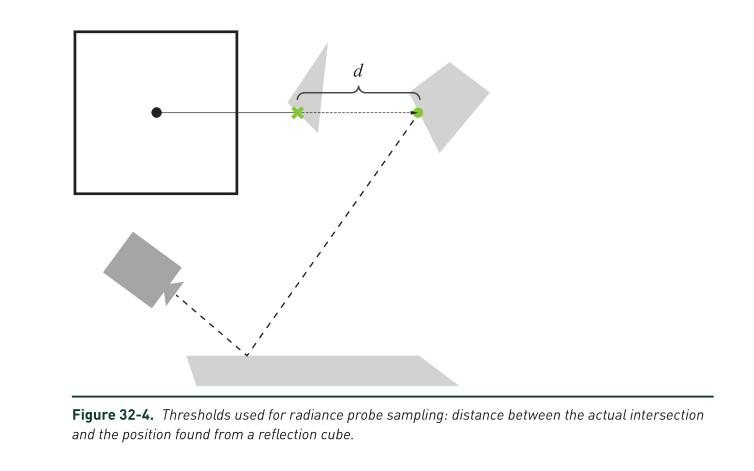 d
Figure 32-4. Thresholds used for radiance probe sampling: distance between the actual intersection
and the position found from a reflection cube.